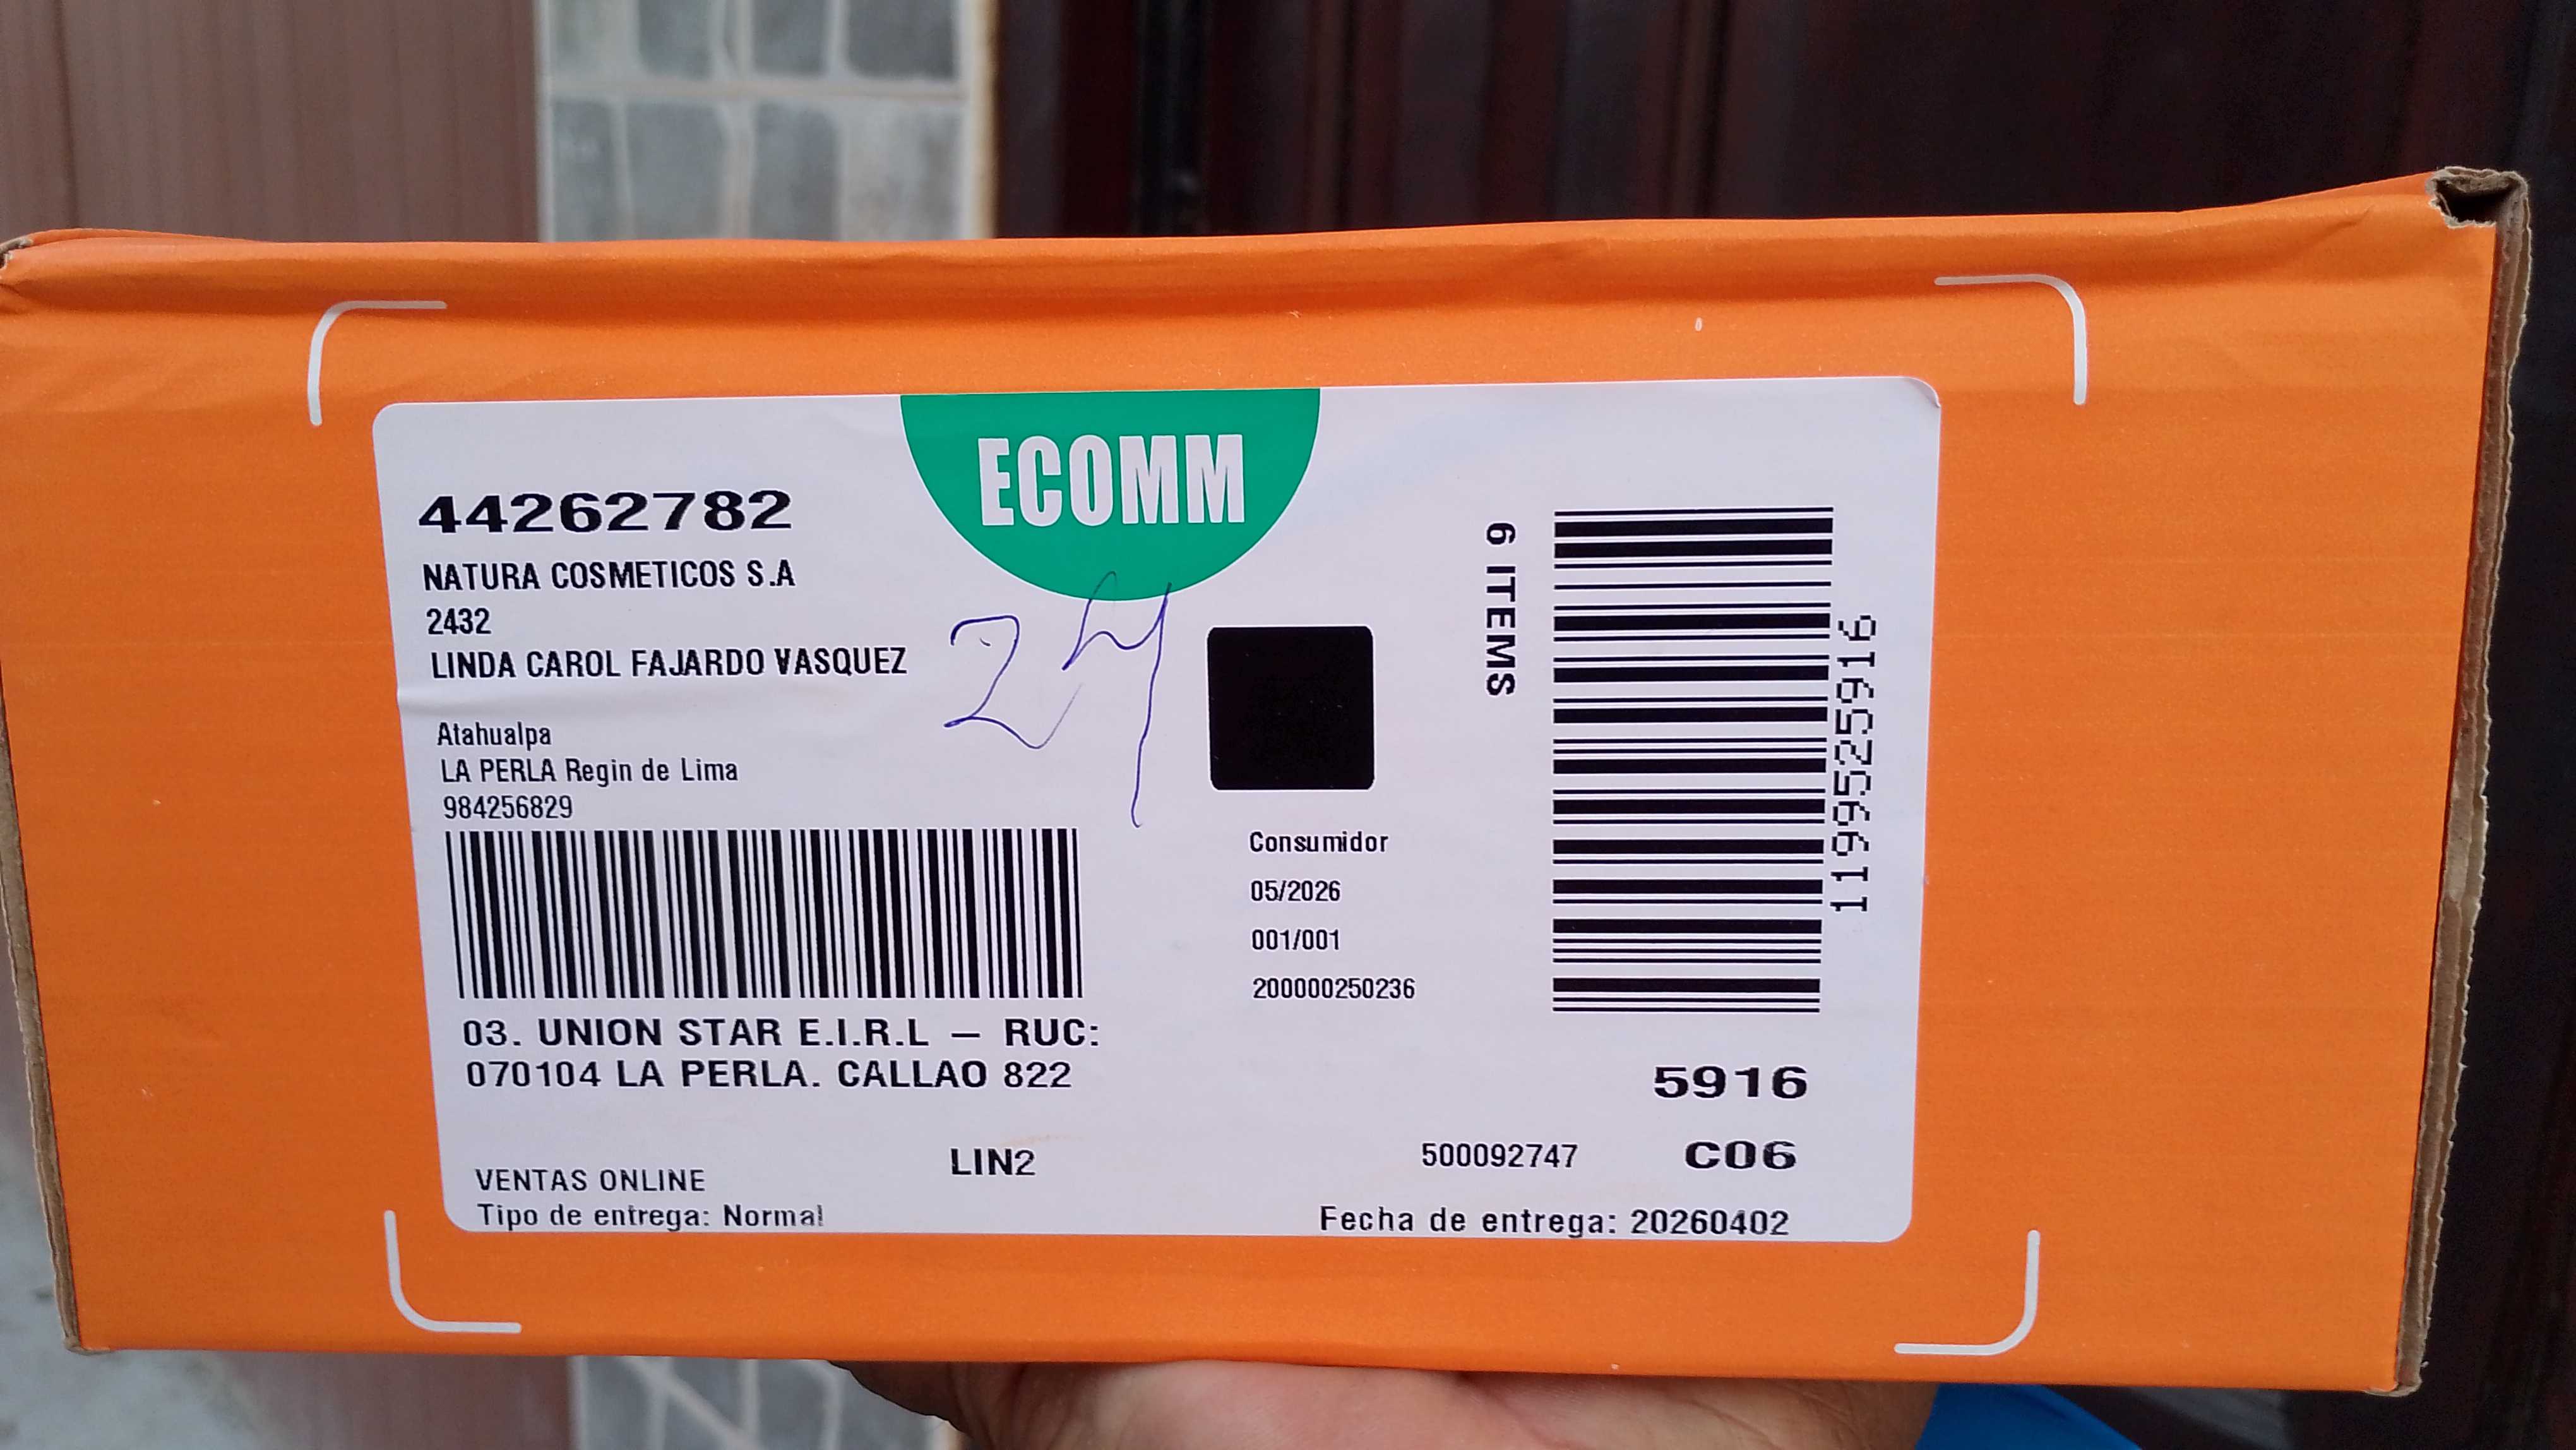 ECOMM
44262782
NATURA COSMETICOS S.A
2432
LINDA CAROL FAJARDO VASQUEZ
24
Atahualpa
LA PERLA Regin de Lima
984256829
6 ITEMS
1199525916
Consumidor
05/2026
001/001
200000250236
03. UNION STAR E.I.R.L – RUC:
070104 LA PERLA. CALLAO 822
5916
LIN2
500092747 C06
VENTAS ONLINE
Tipo de entrega: Normal
Fecha de entrega: 20260402